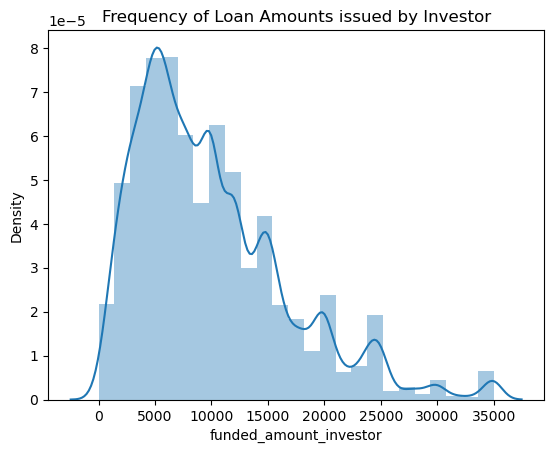 Frequency of Loan Amounts issued by Investor
1e−5
8
7
6
5
4
3
2
1
0
Density
0 5000 10000 15000 20000 25000 30000 35000
funded_amount_investor